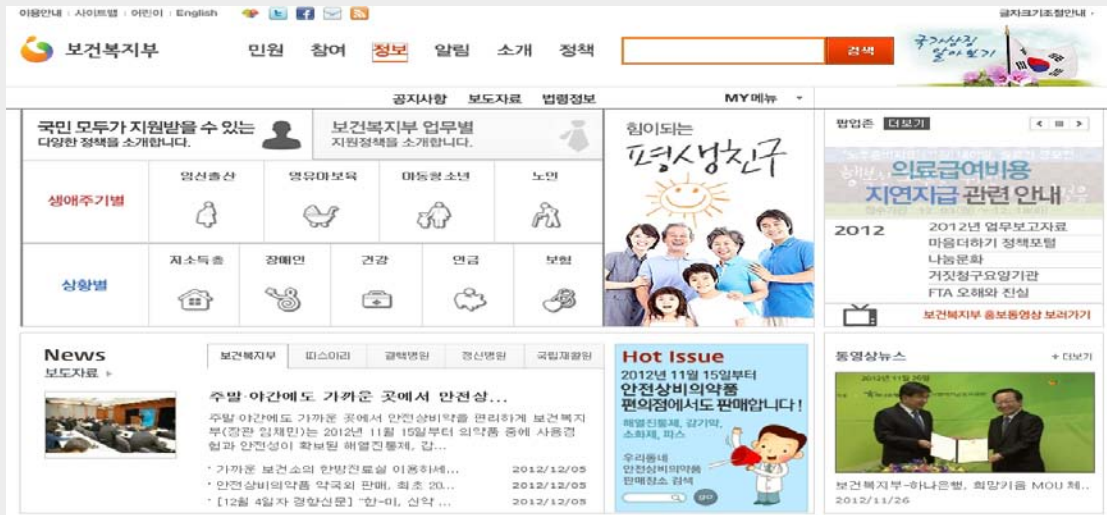 이용안내 사이트맵 어린이 English
글자크기조절안내
보건복지부
민원 참여 정보 알림 소개 정책
검색
국가상징
알아보기
공지사항 보도자료 법령정보
MY메뉴
국민 모두가 지원받을 수 있는
다양한 정책을 소개합니다.
보건복지부 업무별
지원정책을 소개합니다.
생애주기별
임신출산 영유아보육 아동청소년 노인
상황별
저소득층 장애인 건강 연금 보험
힘이되는
평생친구
팝업존 더보기
의료급여비용
지연지급 관련 안내
2012
2012년 업무보고자료
마음더하기 정책포털
나눔문화
거짓청구요양기관
FTA 오해와 진실
보건복지부 홍보동영상 보러가기
News
보도자료
보건복지부 따스아리 결핵병원 정신병원 국립재활원
주말·야간에도 가까운 곳에서 안전상...
주말·야간에도 가까운 곳에서 안전상비약을 편리하게 보건복지
부(장관 임채민)는 2012년 11월 15일부터 의약품 중에 사용경
험과 안전성이 확보될 해열진통제, 감...
· 가까운 보건소의 한방진료실 이용하세... 2012/12/05
· 안전상비의약품 약국외 판매, 최초 20... 2012/12/05
· [12월 4일자 경향신문] "한-미, 신약 ... 2012/12/05
Hot Issue
2012년 11월 15일부터
안전상비의약품
편의점에서도 판매합니다!
해열진통제, 감기약,
소화제, 파스
우리동네
안전상비의약품
판매장소 검색
go
동영상뉴스 + 더보기
2012년 11월 26일
보건복지부-하나은행, 희망키움 MOU 체..
2012/11/26